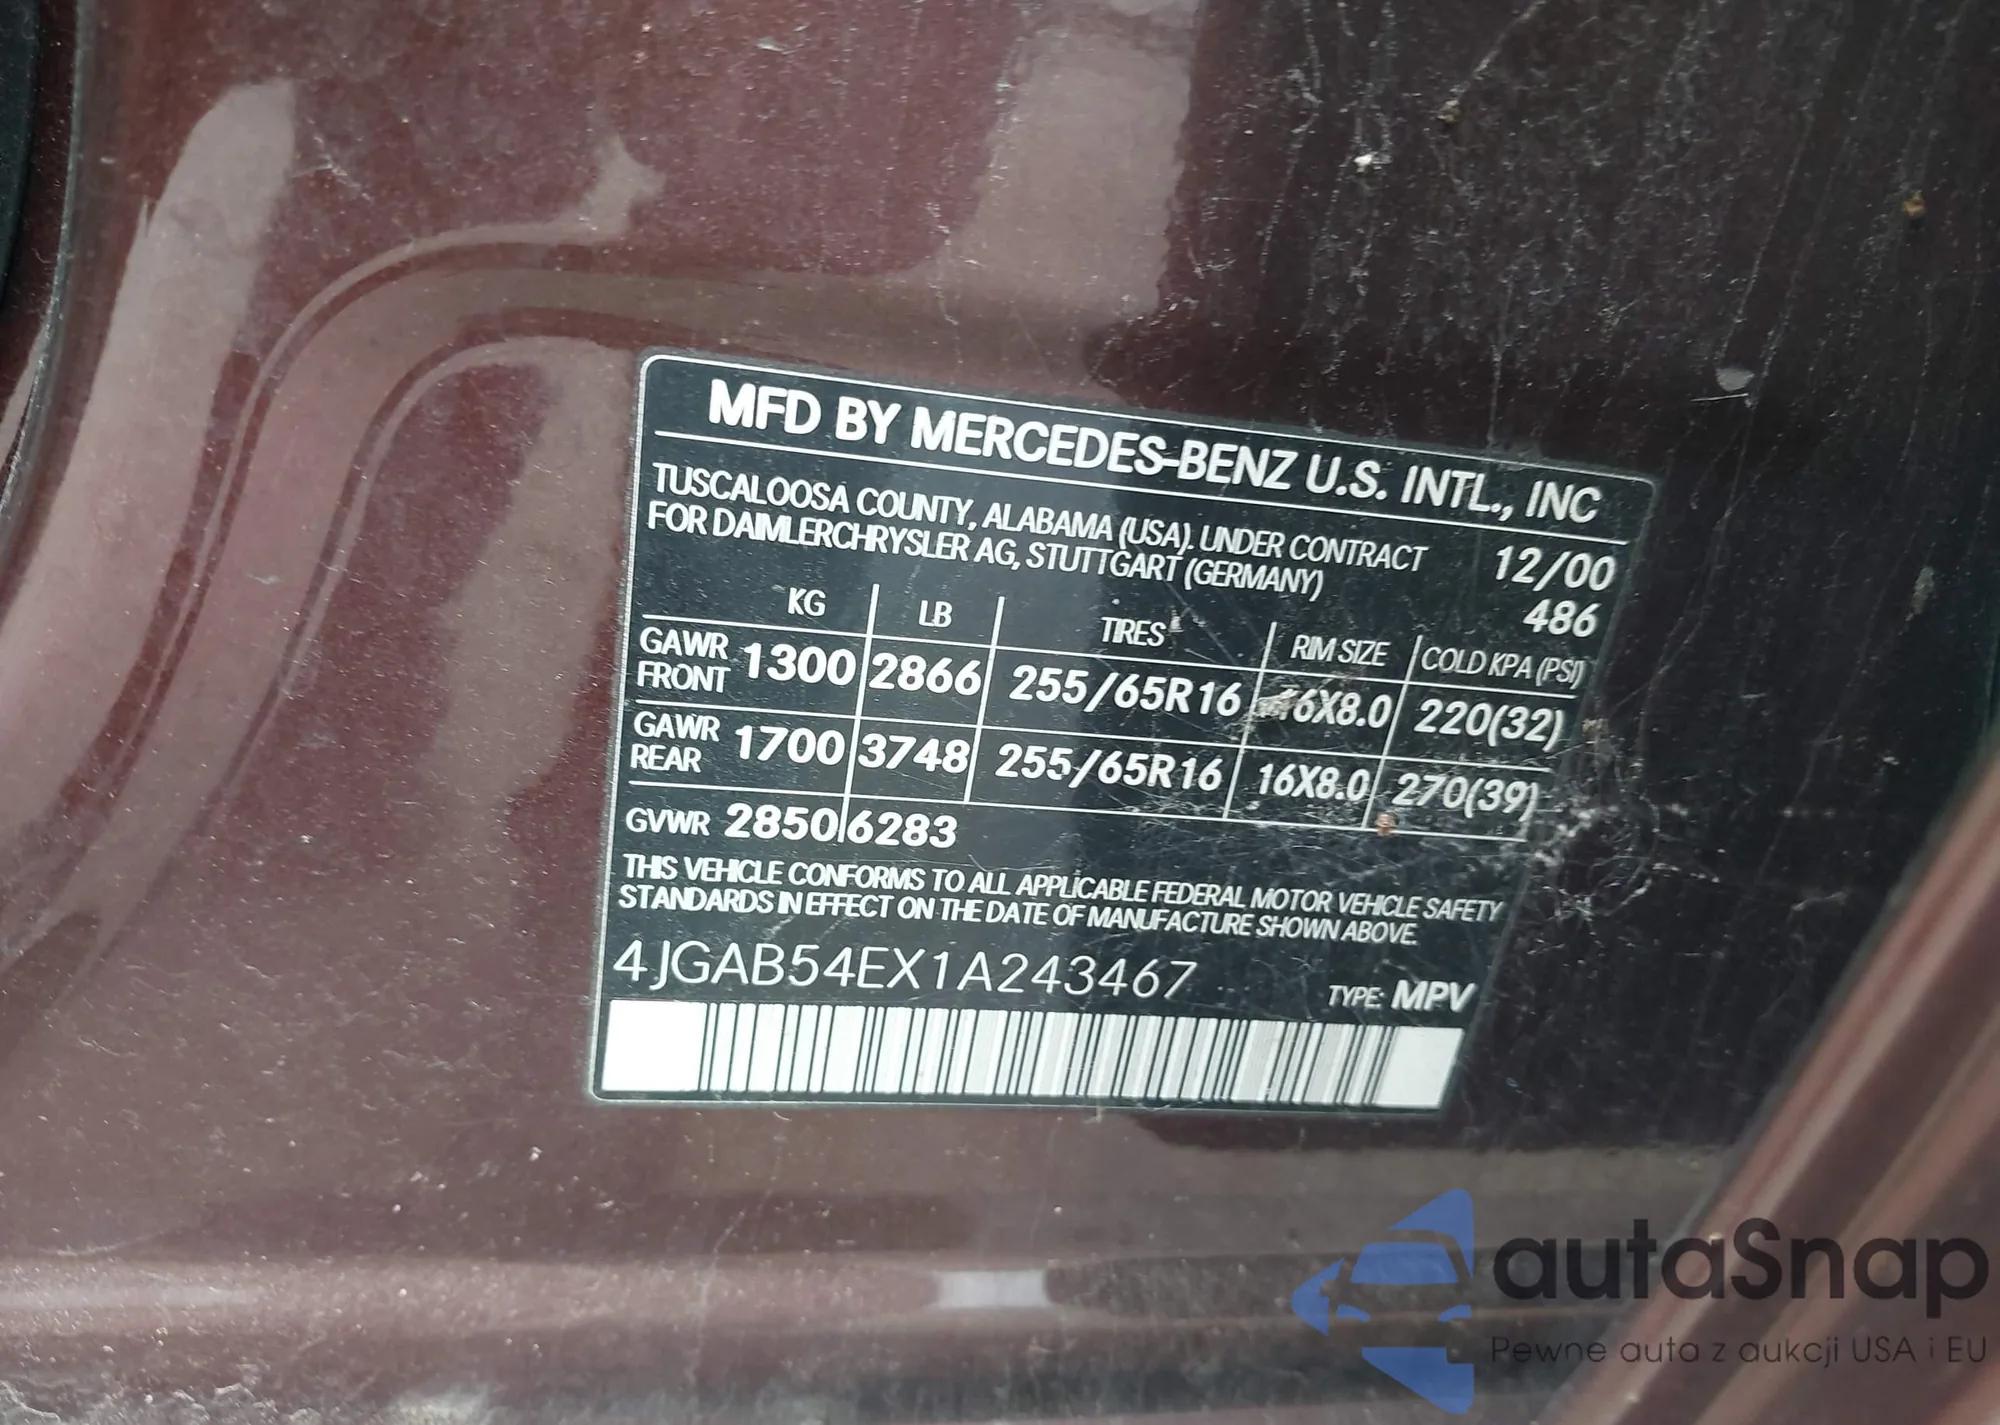 MFD BY MERCEDES-BENZ U.S. INTL., INC
TUSCALOOSA COUNTY, ALABAMA (USA). UNDER CONTRACT
FOR DAIMLERCHRYSLER AG, STUTTGART (GERMANY)
12/00
486
KG LB TIRES RIM SIZE COLD KPA (PSI)
GAWR FRONT 1300 2866 255/65R16 16X8.0 220(32)
GAWR REAR 1700 3748 255/65R16 16X8.0 270(39)
GVWR 2850 6283
THIS VEHICLE CONFORMS TO ALL APPLICABLE FEDERAL MOTOR VEHICLE SAFETY
STANDARDS IN EFFECT ON THE DATE OF MANUFACTURE SHOWN ABOVE.
4JGAB54EX1A243467 TYPE: MPV
autaSnap
Pewne auta z aukcji USA i EU